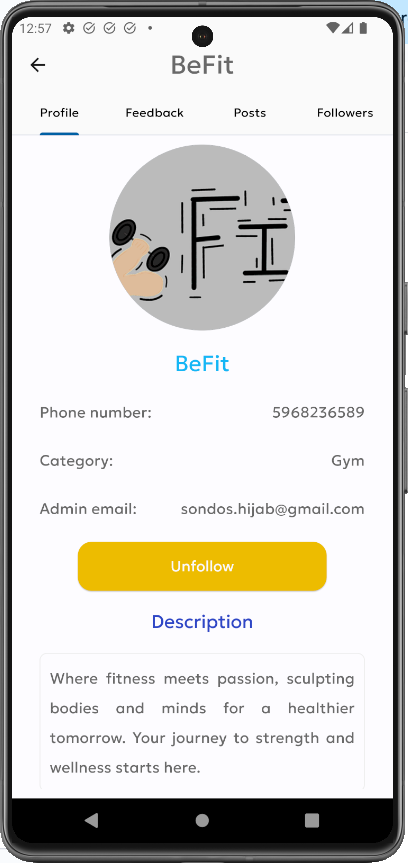 12:57
BeFit
Profile Feedback Posts Followers
FI
BeFit
Phone number: 5968236589
Category: Gym
Admin email: sondos.hijab@gmail.com
Unfollow
Description
Where fitness meets passion, sculpting
bodies and minds for a healthier
tomorrow. Your journey to strength and
wellness starts here.